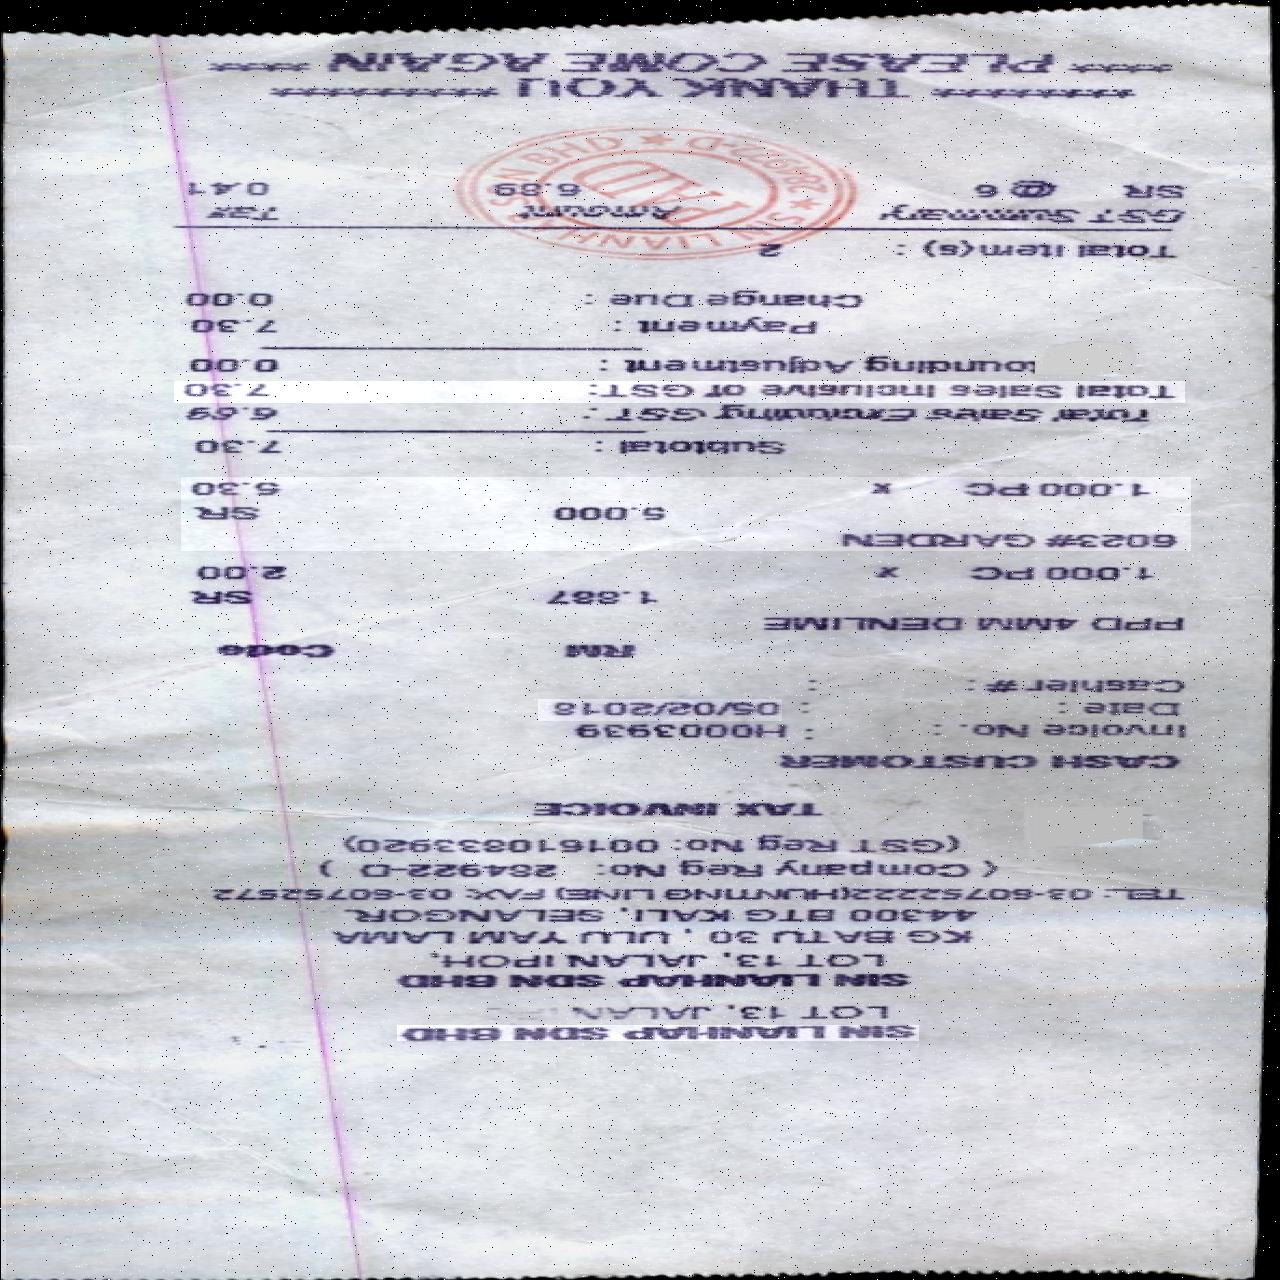 SIN LIANHAP SDN BHD
LOT 13, JALAN
SIN LIANHAP SDN BHD
LOT 13, JALAN IPOH,
KG BATU 30, ULU YAM LAMA
44300 BTG KALI, SELANGOR
TEL: 03-60752222(HUNTING LINE) FAX: 03-60752572
( Company Reg No: 284922-D )
(GST Reg No: 001610833920)
TAX INVOICE
CASH CUSTOMER
Invoice No. : : H0003939
Date : : 05/02/2018
Cashier # : :
RM Code
PPD 4MM DENLIME
1.887 SR
1.000 PC x 2.00
6023# GARDEN
5.000 SR
1.000 PC x 5.30
Subtotal : 7.30
Total Sales Excluding GST : 6.89
Total Sales Inclusive of GST: 7.30
ounding Adjustment : 0.00
Payment : 7.30
Change Due : 0.00
Total Item(s) : 2
GST Summary Amount Tax
SR @ 6 6.89 0.41
SIN LIANHAP
PAID
********* THANK YOU *********
**** PLEASE COME AGAIN ****